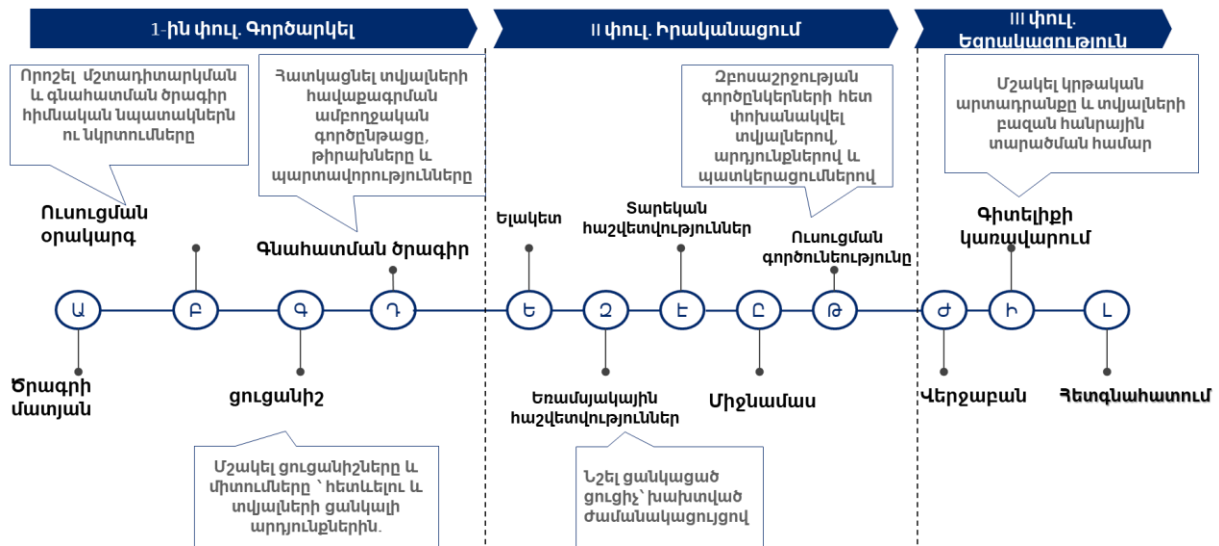 1-ին փուլ. Գործարկել
II փուլ. Իրականացում
III փուլ.
Եզրակացություն
Որոշել մշտադիտարկման
և գնահատման ծրագիր
հիմնական նպատակներն
ու նկրտումները
Հատկացնել տվյալների
հավաքագրման
ամբողջական
գործընթացը,
թիրախները և
պարտավորությունները
Զբոսաշրջության
գործընկերների հետ
փոխանակվել
տվյալներով,
արդյունքներով և
պատկերացումներով
Մշակել կրթական
արտադրանքը և տվյալների
բազան հանրային
տարածման համար
Ուսուցման
օրակարգ
Գնահատման ծրագիր
Ելակետ
Տարեկան
հաշվետվություններ
Ուսուցման
գործունեությունը
Գիտելիքի
կառավարում
Ա
Բ
Գ
Դ
Ե
Զ
Է
Ը
Թ
Ժ
Ի
Լ
Ծրագրի
մատյան
ցուցանիշ
Եռամսյակային
հաշվետվություններ
Միջնամաս
Վերջաբան
Հետգնահատում
Մշակել ցուցանիշները և
միտումները ՝հետևելու և
տվյալների ցանկալի
արդյունքներին.
Նշել ցանկացած
ցուցիչ՝ խախտված
ժամանակացույցով